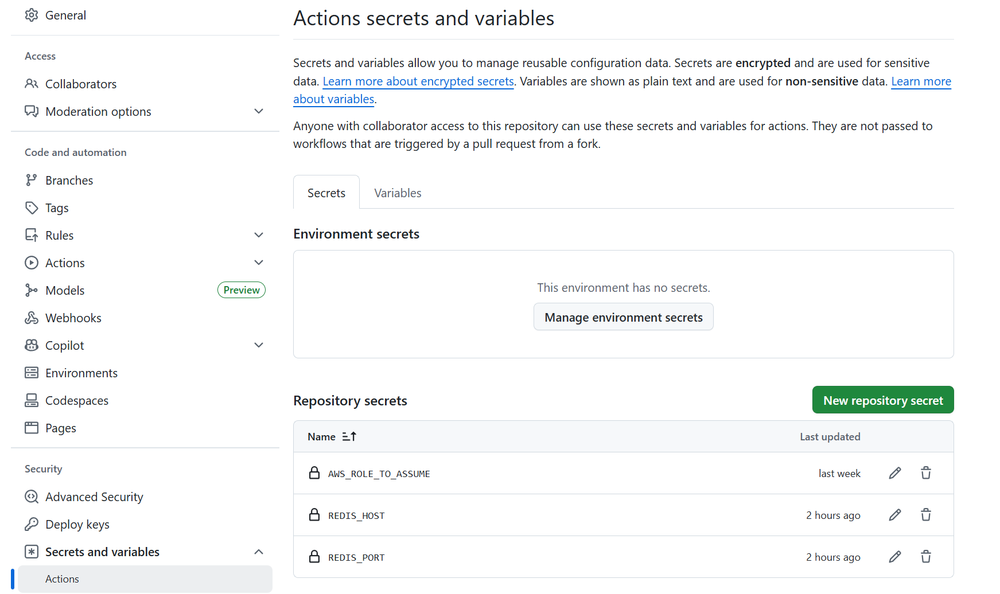 General
Access
Collaborators
Moderation options
Code and automation
Branches
Tags
Rules
Actions
Models
Preview
Webhooks
Copilot
Environments
Codespaces
Pages
Security
Advanced Security
Deploy keys
Secrets and variables
Actions
Actions secrets and variables
Secrets and variables allow you to manage reusable configuration data. Secrets are encrypted and are used for sensitive
data. Learn more about encrypted secrets. Variables are shown as plain text and are used for non-sensitive data. Learn more
about variables.
Anyone with collaborator access to this repository can use these secrets and variables for actions. They are not passed to
workflows that are triggered by a pull request from a fork.
Secrets Variables
Environment secrets
This environment has no secrets.
Manage environment secrets
Repository secrets New repository secret
Name Last updated
AWS_ROLE_TO_ASSUME last week
REDIS_HOST 2 hours ago
REDIS_PORT 2 hours ago